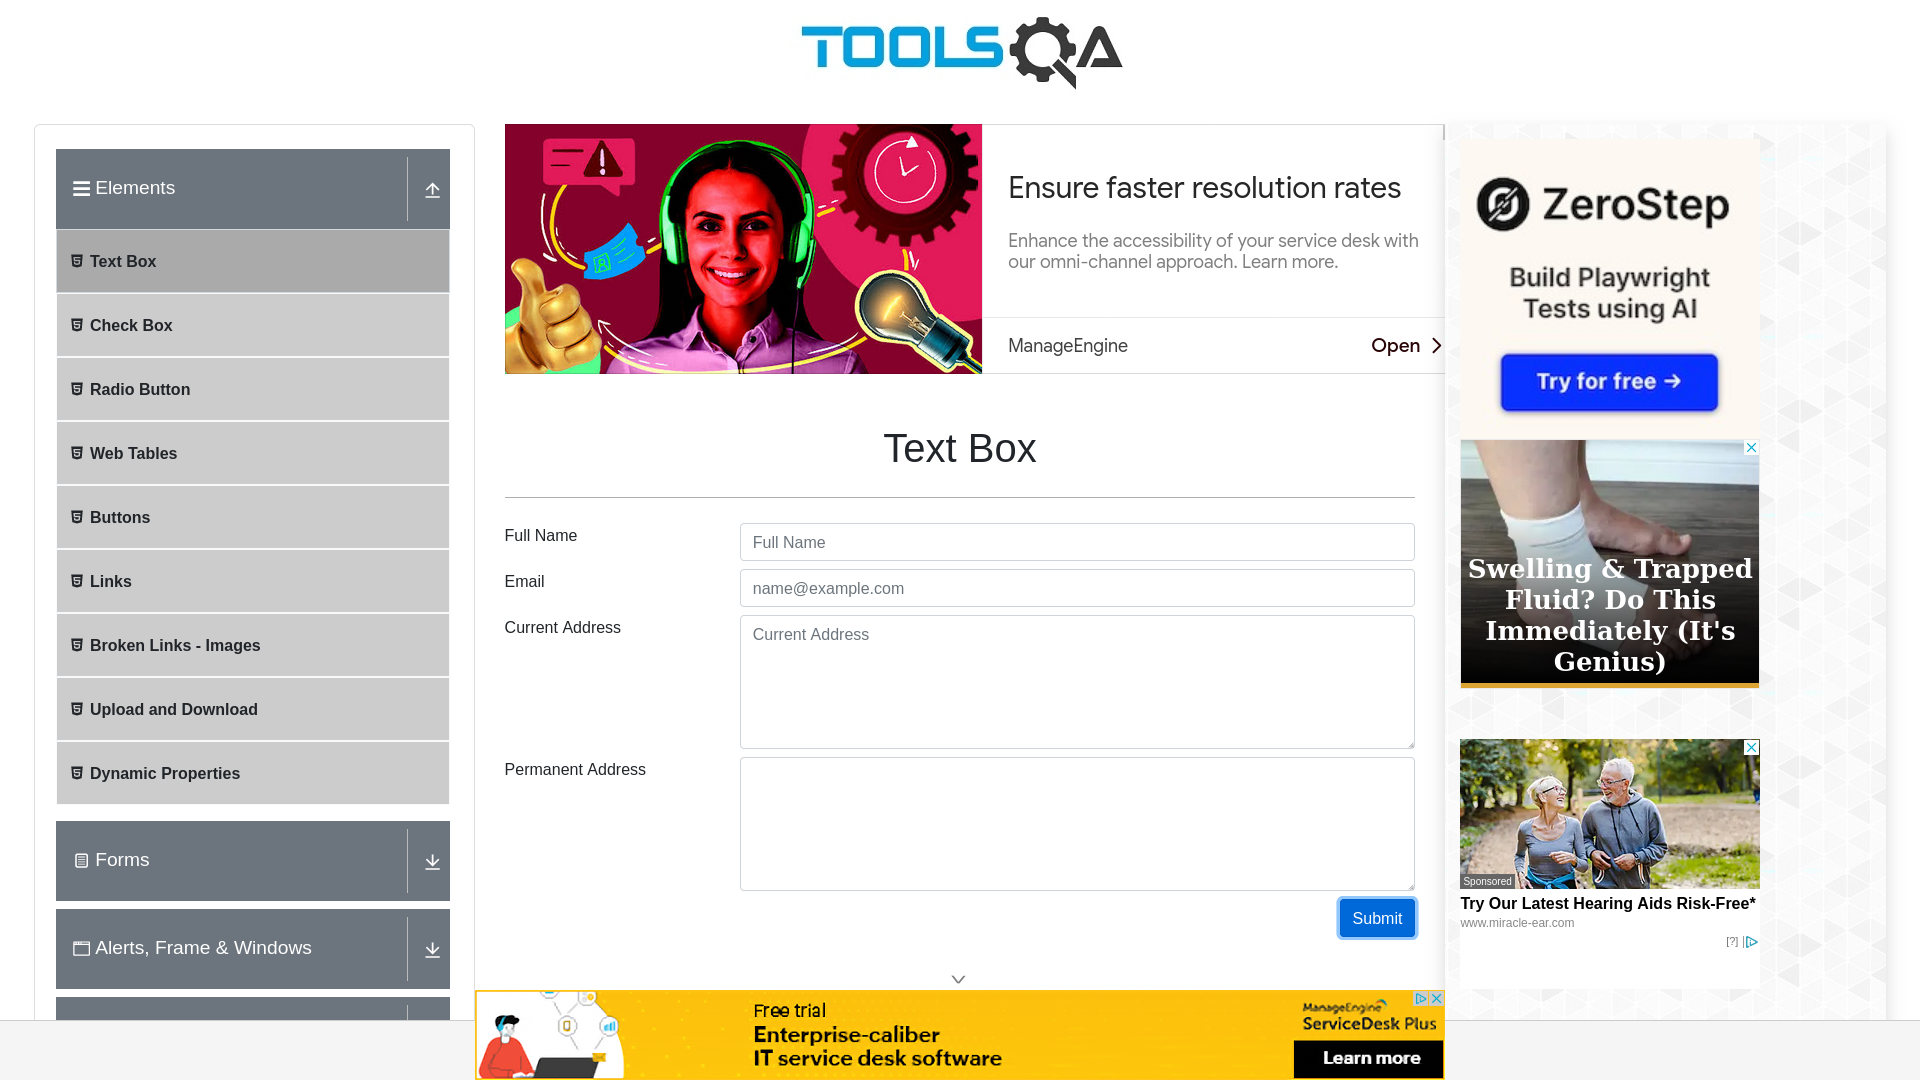 TOOLSQA
Elements
Text Box
Check Box
Radio Button
Web Tables
Buttons
Links
Broken Links - Images
Upload and Download
Dynamic Properties
Forms
Alerts, Frame & Windows
Ensure faster resolution rates
Enhance the accessibility of your service desk with
our omni-channel approach. Learn more.
ManageEngine
Open
Text Box
Full Name
Full Name
Email
name@example.com
Current Address
Current Address
Permanent Address
Submit
Free trial
Enterprise-caliber
IT service desk software
ManageEngine
ServiceDesk Plus
Learn more
ZeroStep
Build Playwright
Tests using AI
Try for free →
Swelling & Trapped
Fluid? Do This
Immediately (It's
Genius)
Sponsored
Try Our Latest Hearing Aids Risk-Free*
www.miracle-ear.com
[?]